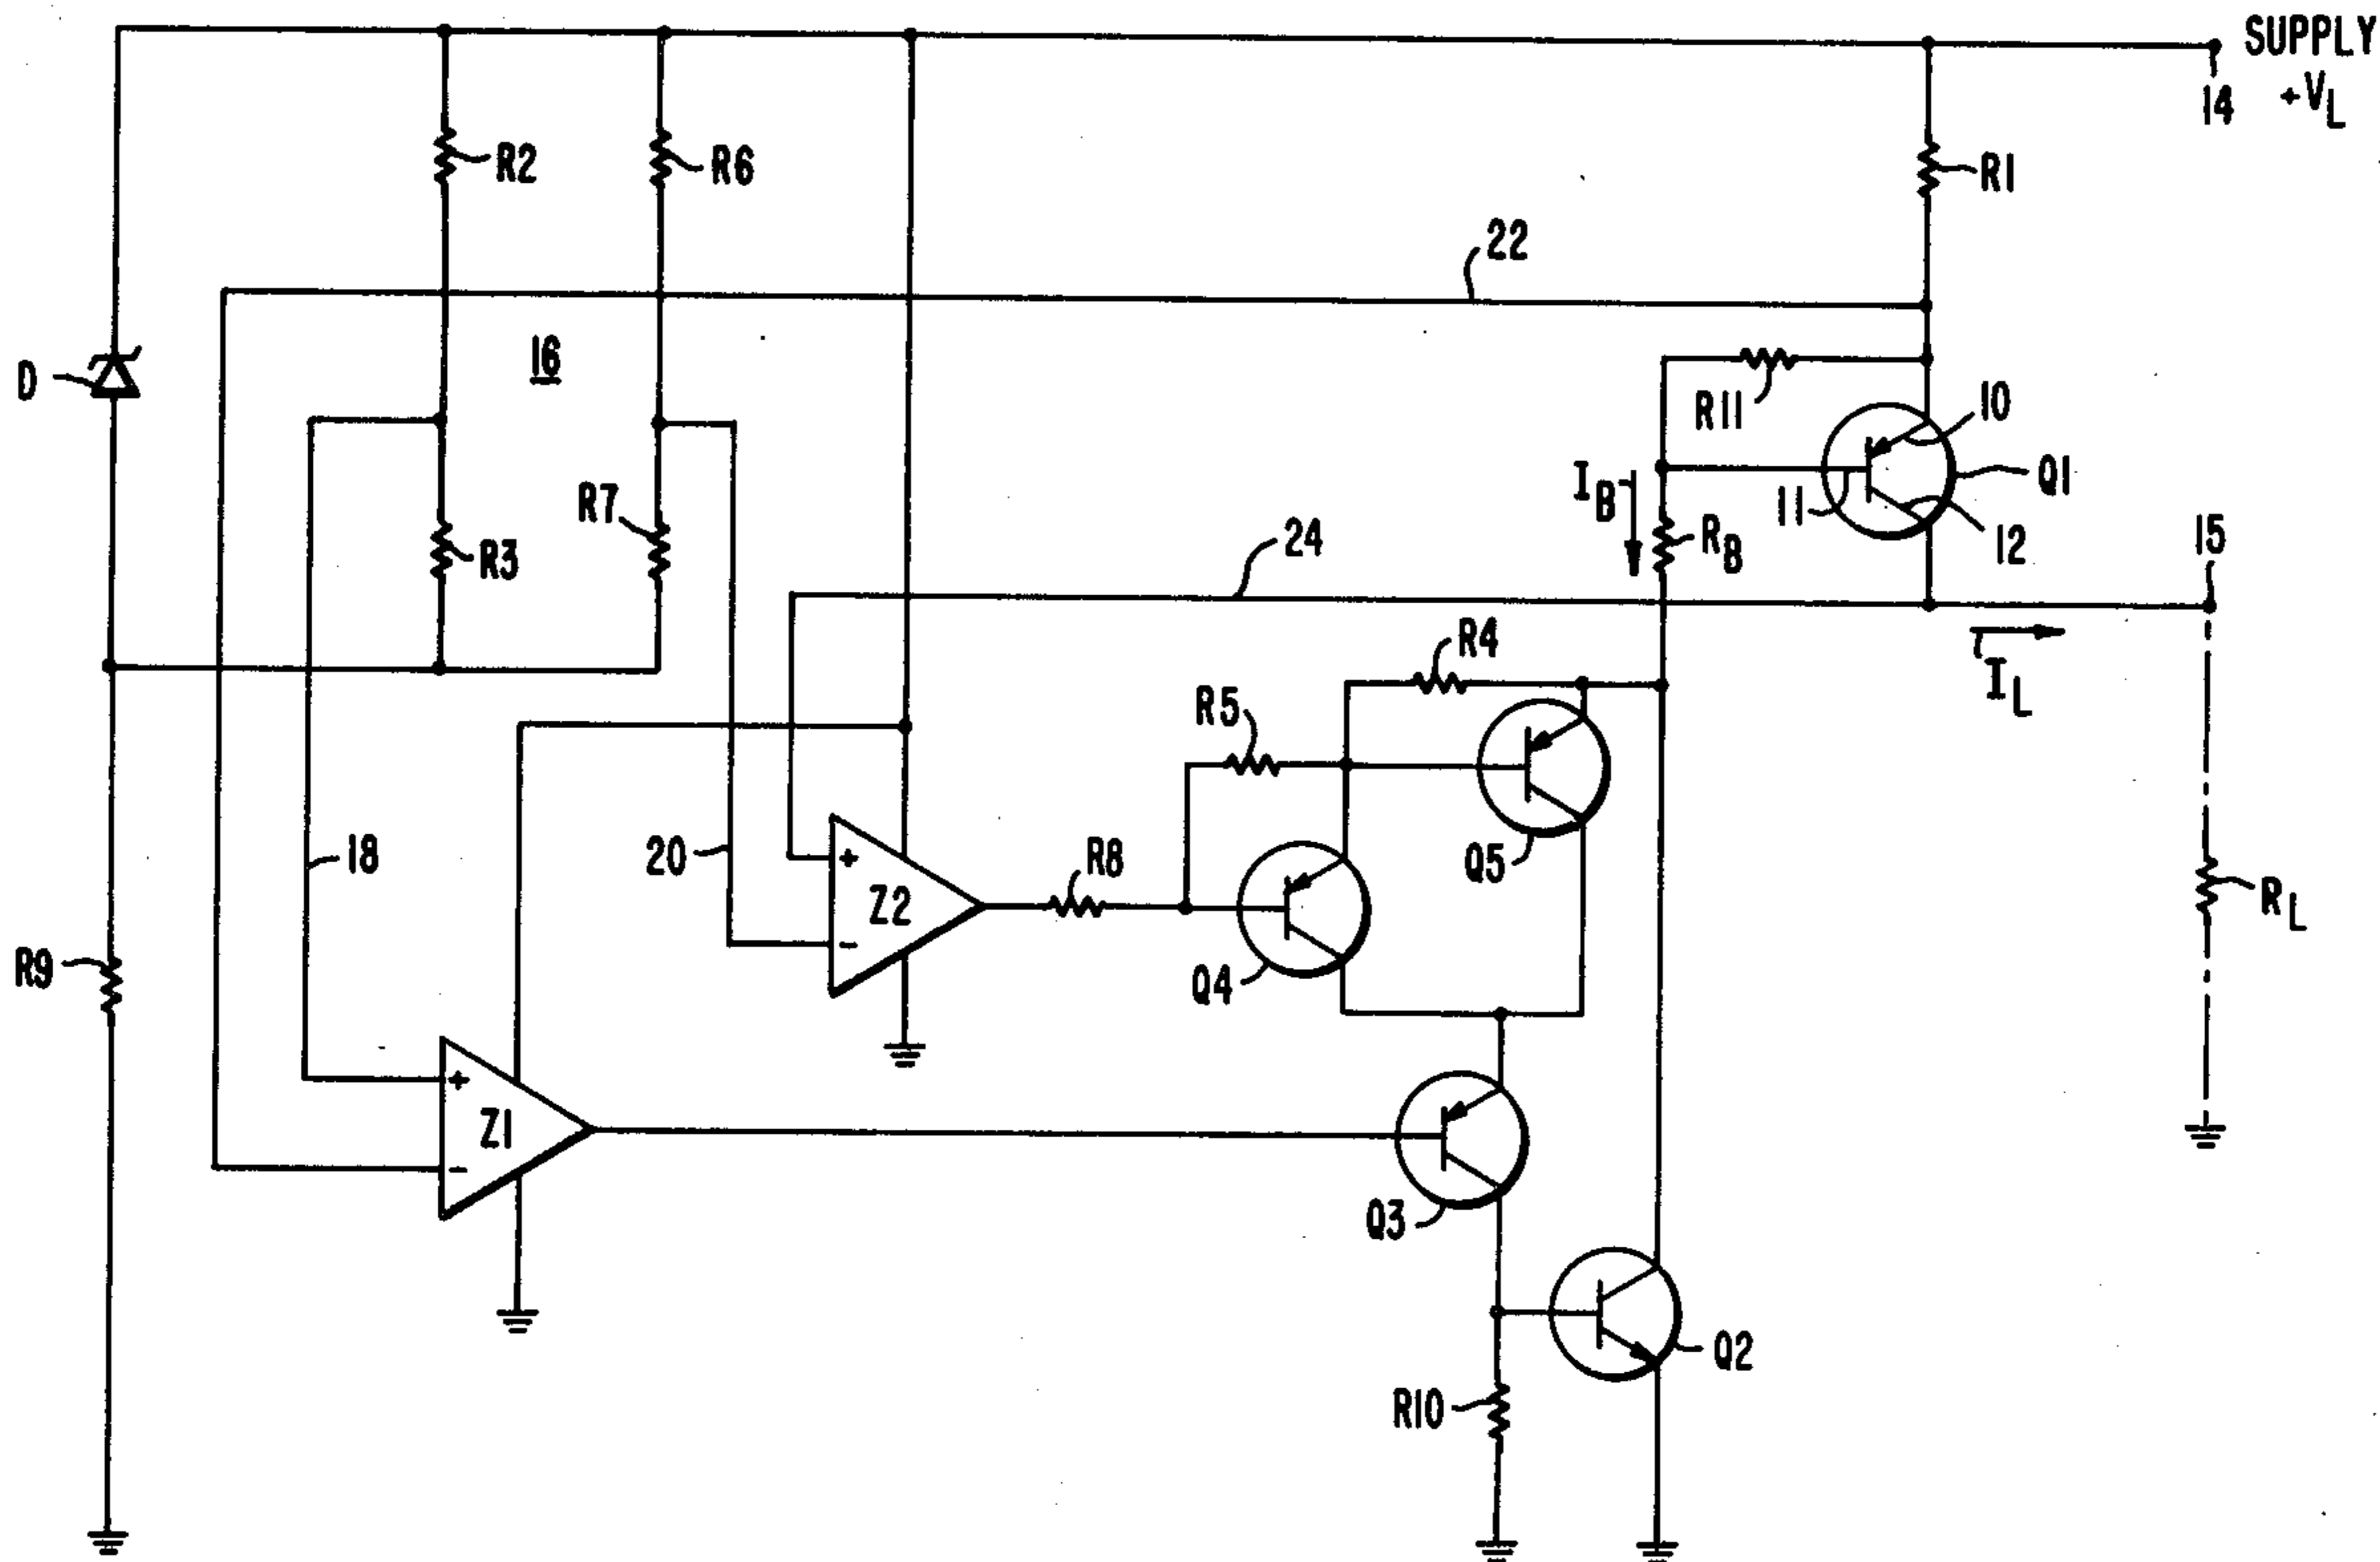 SUPPLY
14 +VL
R2
R6
R1
22
16
D
R11
10
IB
11
Q1
R7
R3
24
RB
12
15
R4
IL
R5
18
20
+
Z2
-
R8
Q5
Q4
RL
R9
+
Z1
-
Q3
Q2
R10